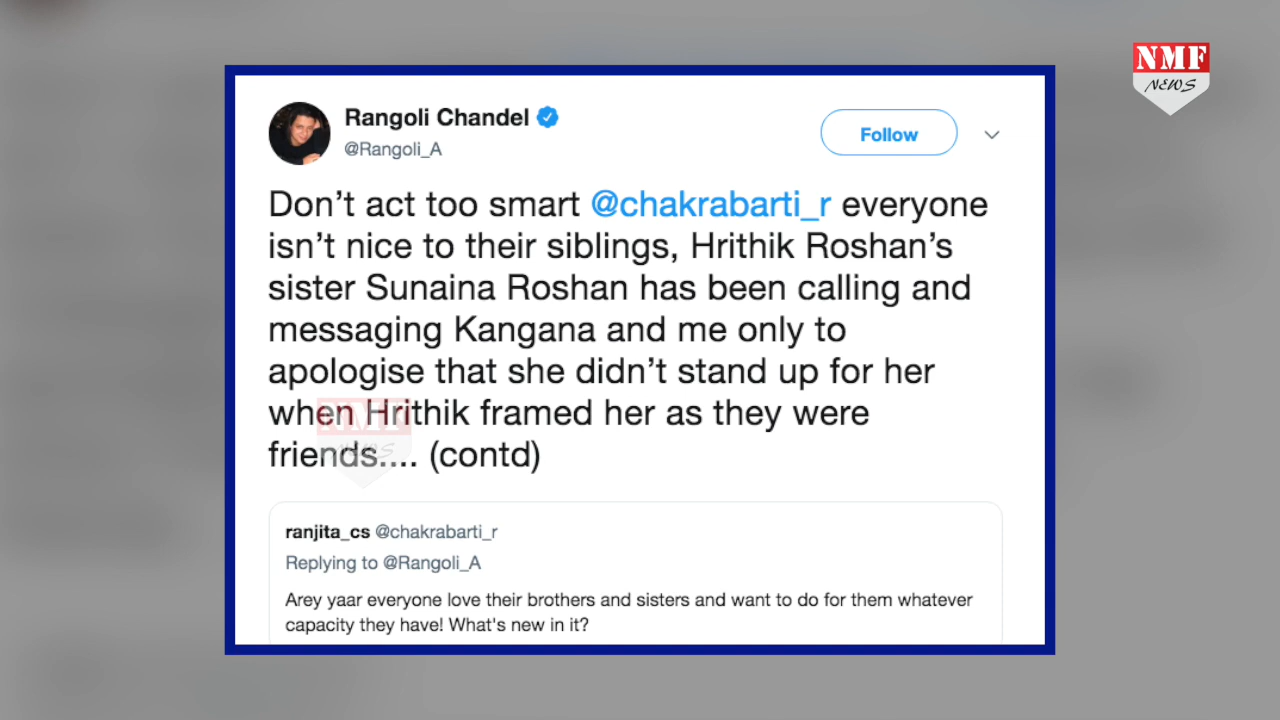 NMF
NEWS
Rangoli Chandel
@Rangoli_A
Follow
Don’t act too smart @chakrabarti_r everyone
isn’t nice to their siblings, Hrithik Roshan’s
sister Sunaina Roshan has been calling and
messaging Kangana and me only to
apologise that she didn’t stand up for her
when Hrithik framed her as they were
friends.... (contd)
NMF
NEWS
ranjita_cs @chakrabarti_r
Replying to @Rangoli_A
Arey yaar everyone love their brothers and sisters and want to do for them whatever
capacity they have! What's new in it?